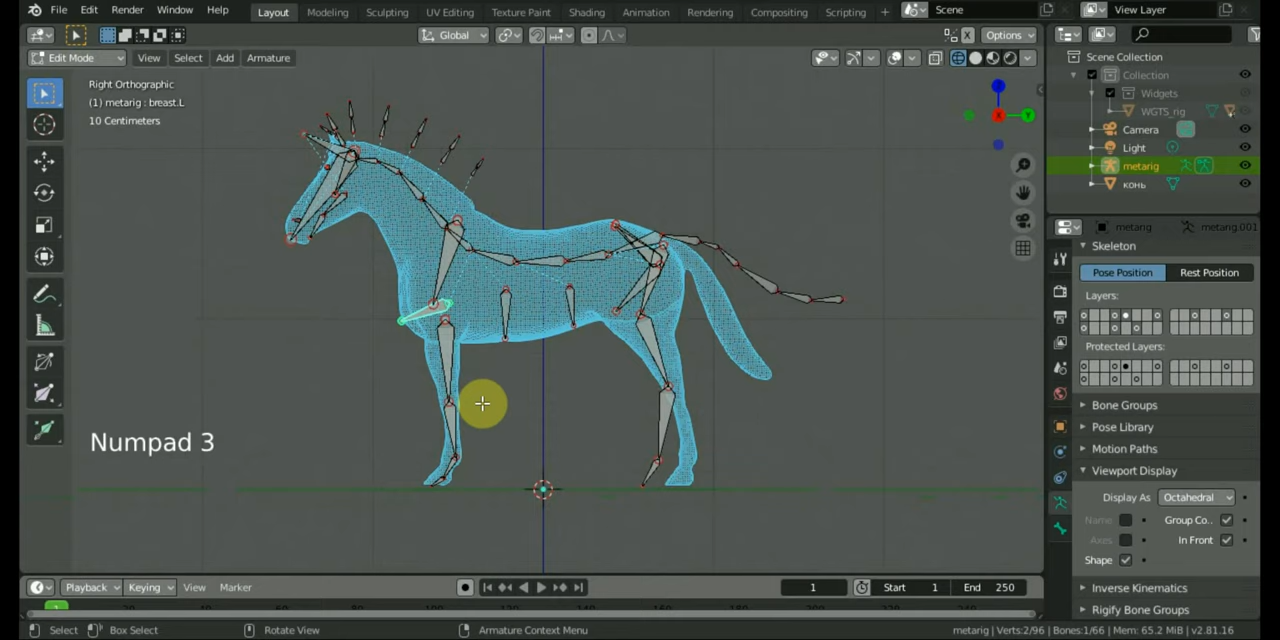 File Edit Render Window Help Layout Modeling Sculpting UV Editing Texture Paint Shading Animation Rendering Compositing Scripting + Scene View Layer
Global Options
Edit Mode View Select Add Armature
Scene Collection
Collection
Widgets
WGTS_rig
Camera
Light
metarig
конь
Right Orthographic
(1) metarig : breast.L
10 Centimeters
X
Numpad 3
metarig metarig.001
Skeleton
Pose Position Rest Position
Layers:
Protected Layers:
Bone Groups
Pose Library
Motion Paths
Viewport Display
Display As Octahedral
Name Group Co..
Axes In Front
Shape
Inverse Kinematics
Rigify Bone Groups
Playback Keying View Marker 1 Start 1 End 250
1
Select Box Select Rotate View Armature Context Menu metarig | Verts:2/96 | Bones:1/66 | Mem: 65.2 MiB | v2.81.16